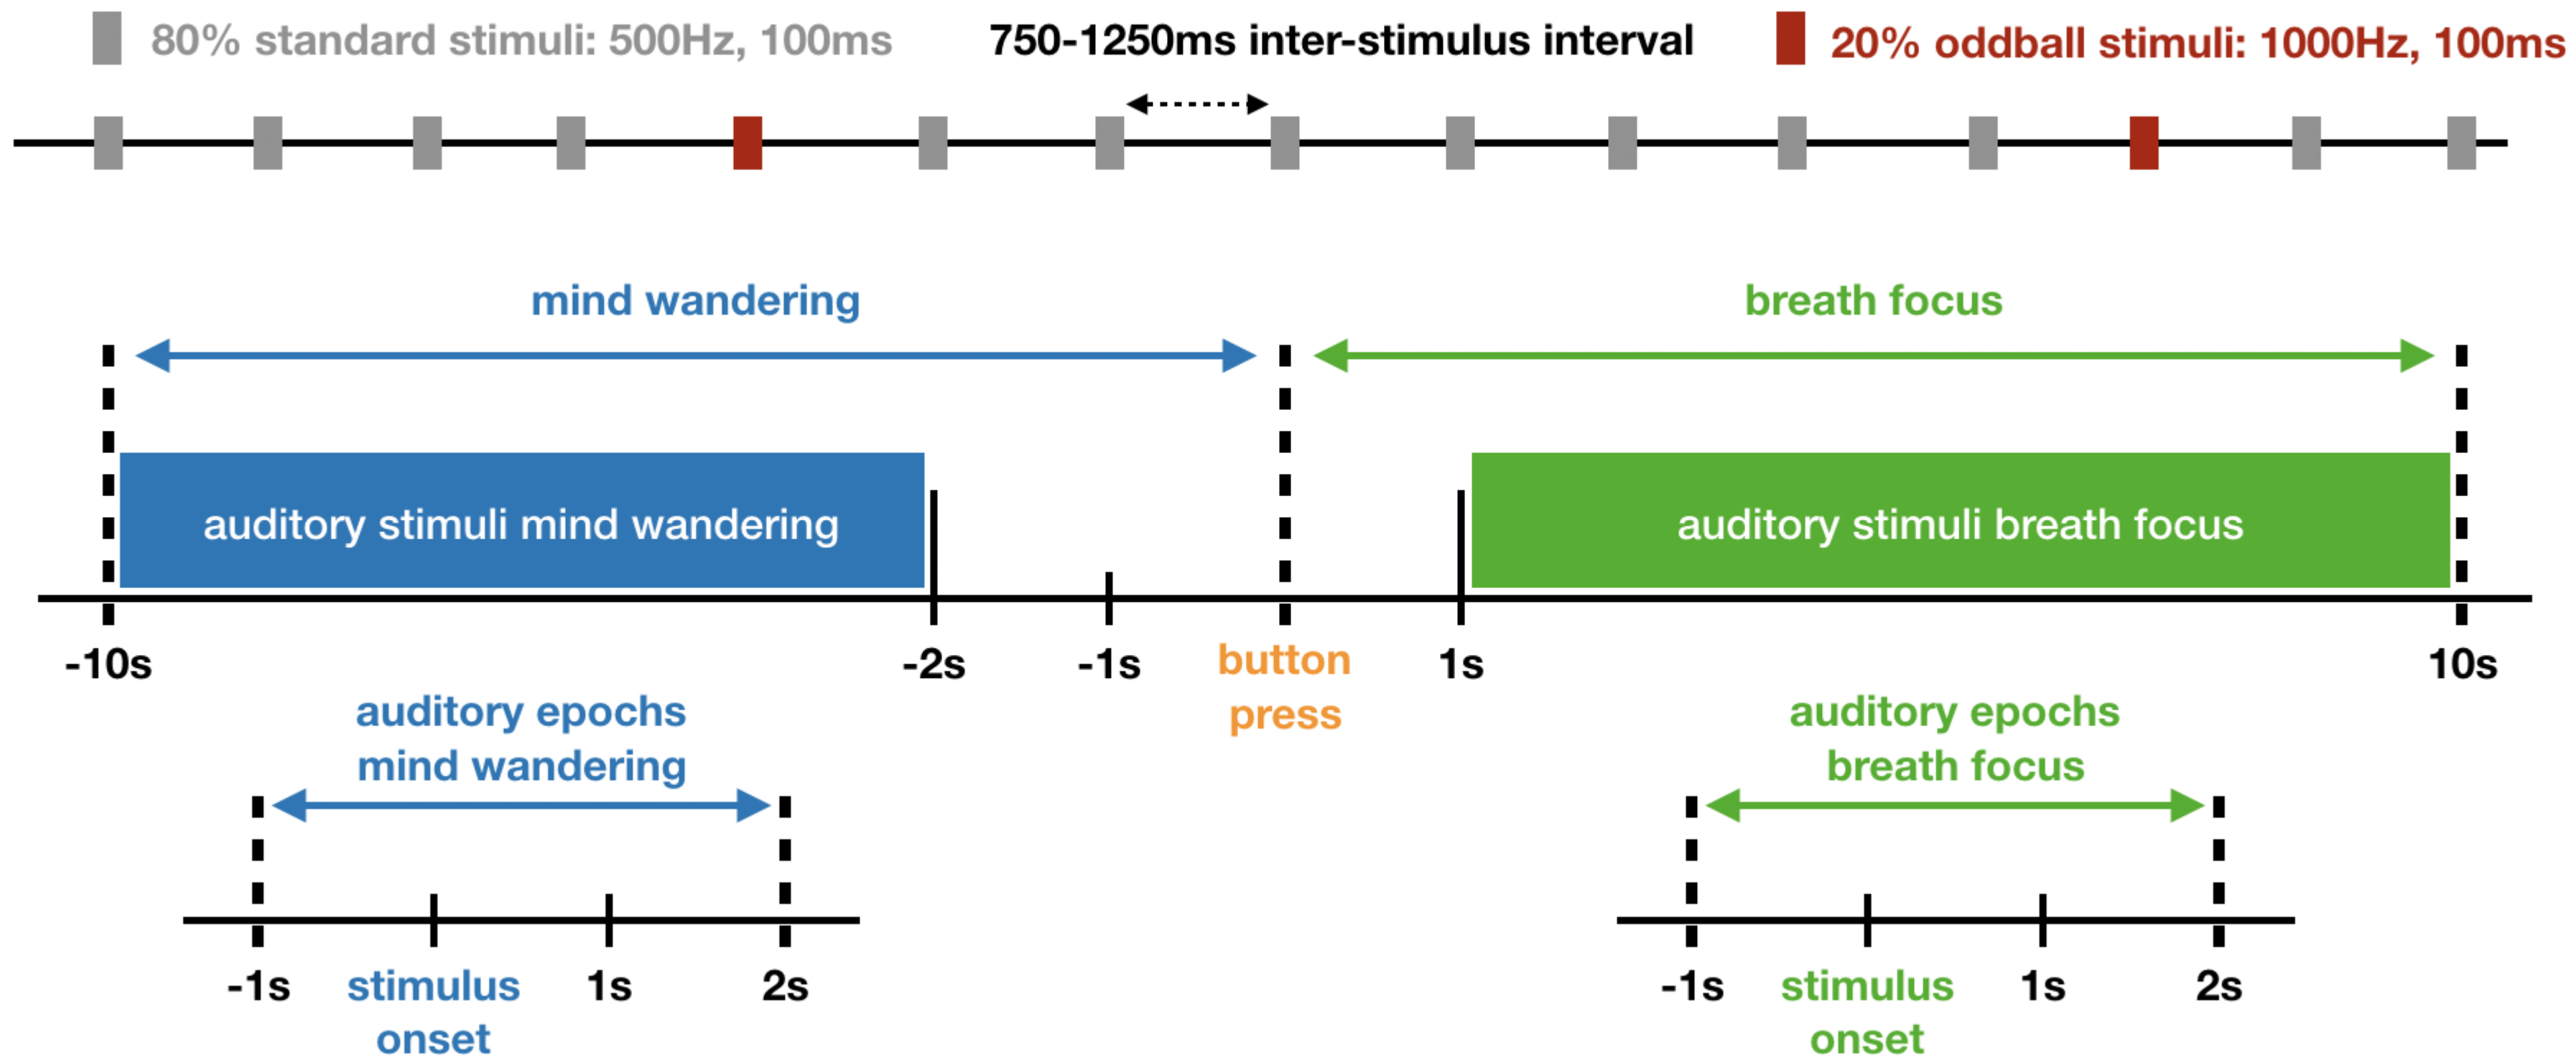 80% standard stimuli: 500Hz, 100ms
750-1250ms inter-stimulus interval
20% oddball stimuli: 1000Hz, 100ms
mind wandering
breath focus
auditory stimuli mind wandering
auditory stimuli breath focus
-10s
-2s
-1s
button
press
1s
10s
auditory epochs
mind wandering
auditory epochs
breath focus
-1s
stimulus
onset
1s
2s
-1s
stimulus
onset
1s
2s